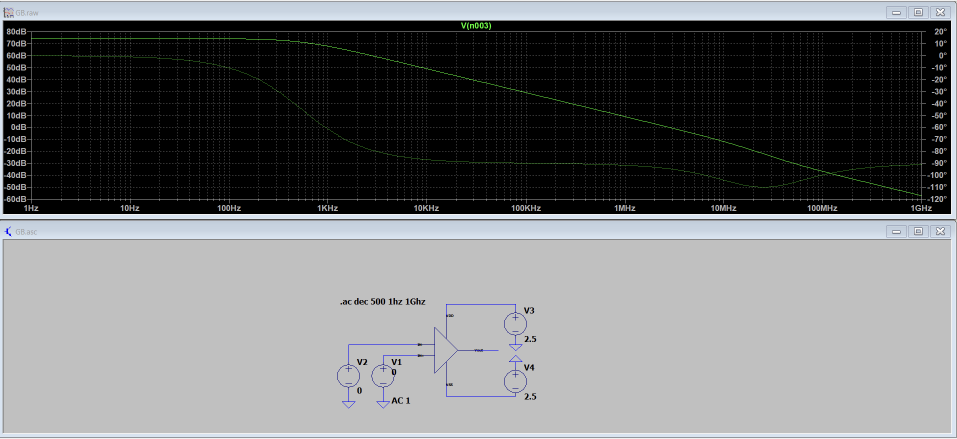 GB.raw
V(n003)
80dB
70dB
60dB
50dB
40dB
30dB
20dB
10dB
0dB
-10dB
-20dB
-30dB
-40dB
-50dB
-60dB
20°
10°
0°
-10°
-20°
-30°
-40°
-50°
-60°
-70°
-80°
-90°
-100°
-110°
-120°
1Hz 10Hz 100Hz 1KHz 10KHz 100KHz 1MHz 10MHz 100MHz 1GHz
GB.asc
.ac dec 500 1hz 1Ghz
V3
2.5
V2
0
V1
0
AC 1
V4
2.5